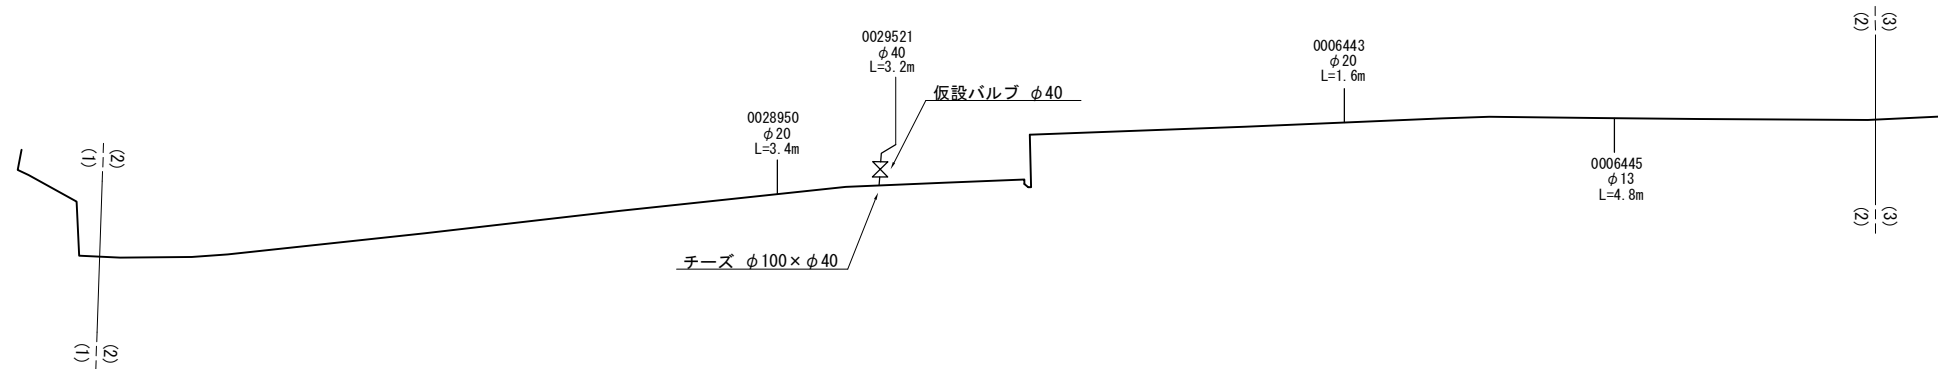 0029521
φ40
L=3.2m
仮設バルブ φ40
0028950
φ20
L=3.4m
チーズ φ100×φ40
0006443
φ20
L=1.6m
0006445
φ13
L=4.8m
(1)
(2)
(1)
(2)
(2)
(3)
(2)
(3)